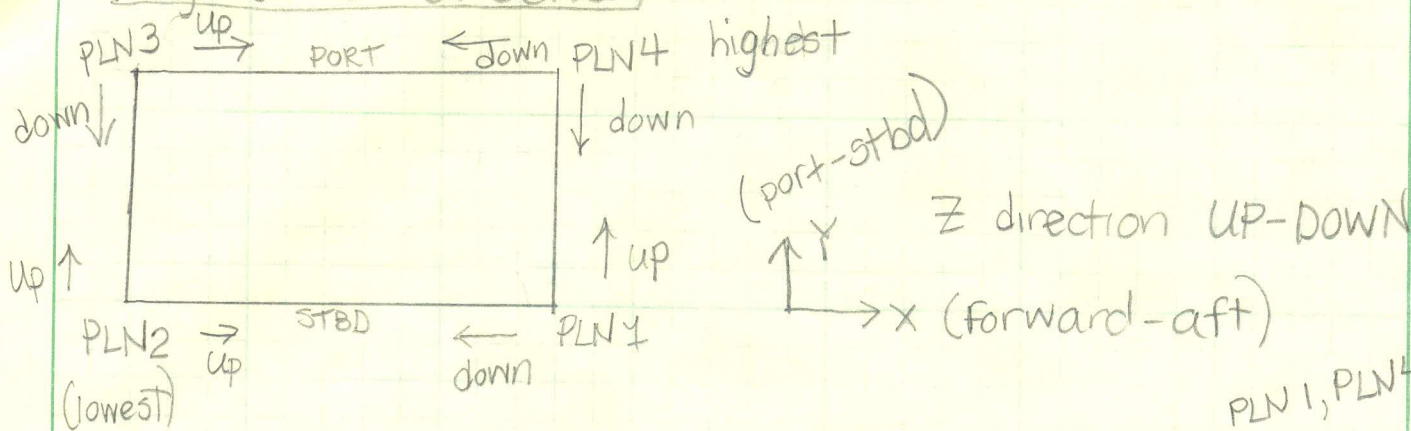 PLN3 up PORT down PLN4 highest
down down
(port-stbd)
Y Z direction UP-DOWN
up up
X (forward-aft)
PLN2 up STBD down PLN1
(lowest)
PLN1, PLN4